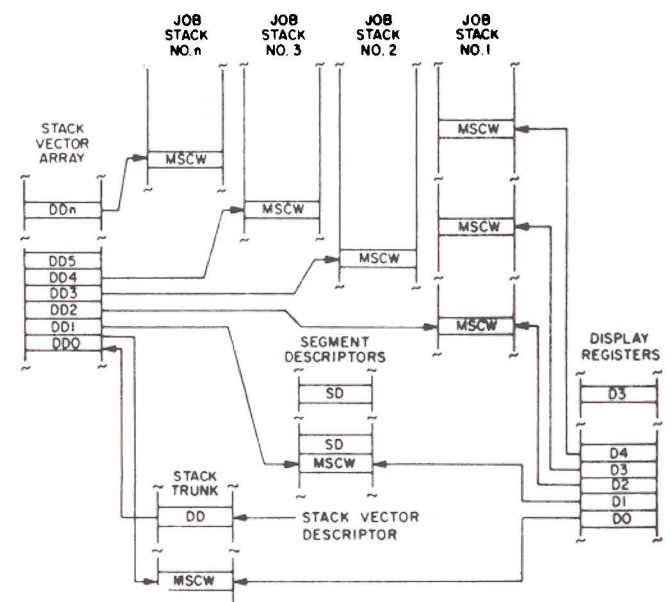 JOB STACK NO. n
JOB STACK NO. 3
JOB STACK NO. 2
JOB STACK NO. 1
STACK VECTOR ARRAY
DDn
DD5
DD4
DD3
DD2
DD1
DD0
MSCW
MSCW
MSCW
MSCW
MSCW
MSCW
SEGMENT DESCRIPTORS
SD
SD
MSCW
STACK TRUNK
DD
STACK VECTOR DESCRIPTOR
MSCW
DISPLAY REGISTERS
D3
D4
D3
D2
D1
D0